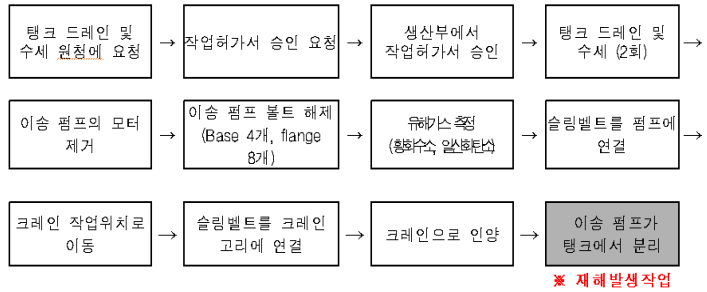 탱크 드레인 및
수세 원청에 요청
→
작업허가서 승인 요청
→
생산부에서
작업허가서 승인
→
탱크 드레인 및
수세 (2회)
→
이송 펌프의 모터
제거
→
이송 펌프 볼트 해제
(Base 4개, flange
8개)
→
유해가스 측정
(황화수소, 일산화탄소)
→
슬링벨트를 펌프에
연결
→
크레인 작업위치로
이동
→
슬링벨트를 크레인
고리에 연결
→
크레인으로 인양
→
이송 펌프가
탱크에서 분리
※ 재해발생작업